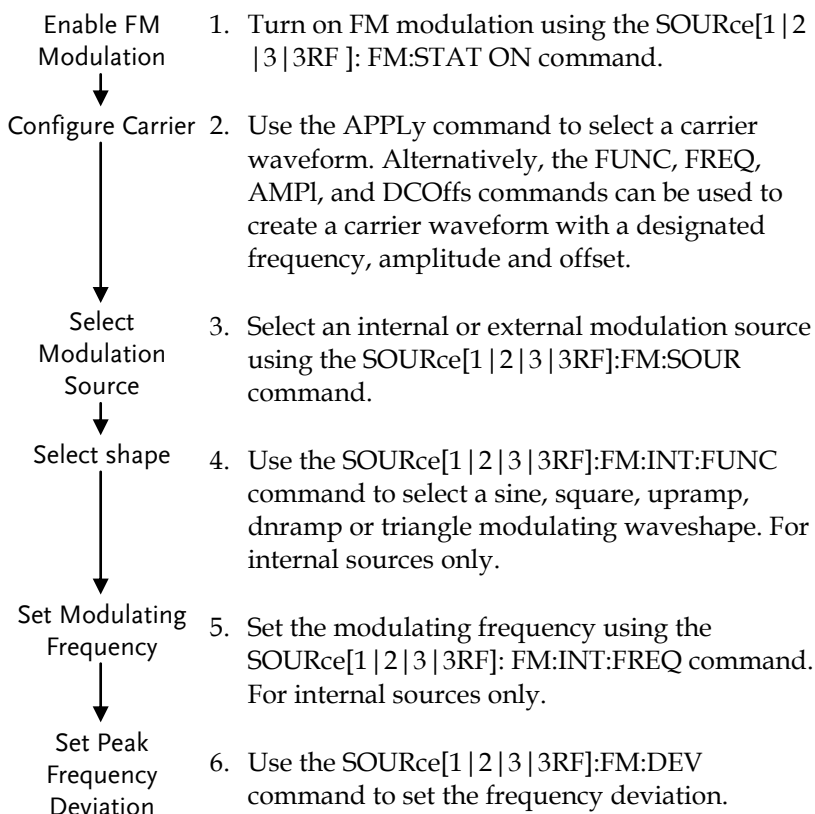 Enable FM
Modulation
1. Turn on FM modulation using the SOURce[1|2
|3|3RF ]: FM:STAT ON command.
Configure Carrier
2. Use the APPLy command to select a carrier
waveform. Alternatively, the FUNC, FREQ,
AMPl, and DCOffs commands can be used to
create a carrier waveform with a designated
frequency, amplitude and offset.
Select
Modulation
Source
3. Select an internal or external modulation source
using the SOURce[1|2|3|3RF]:FM:SOUR
command.
Select shape
4. Use the SOURce[1|2|3|3RF]:FM:INT:FUNC
command to select a sine, square, upramp,
dnramp or triangle modulating waveshape. For
internal sources only.
Set Modulating
Frequency
5. Set the modulating frequency using the
SOURce[1|2|3|3RF]: FM:INT:FREQ command.
For internal sources only.
Set Peak
Frequency
Deviation
6. Use the SOURce[1|2|3|3RF]:FM:DEV
command to set the frequency deviation.